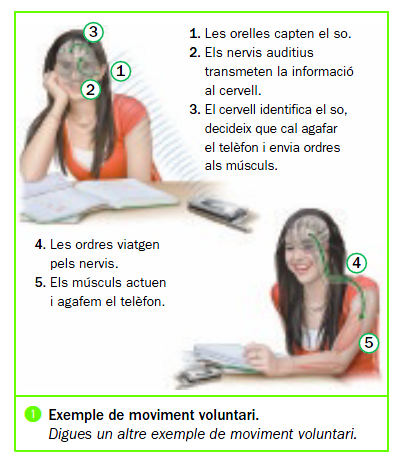 3
1
2
1. Les orelles capten el so.
2. Els nervis auditius
transmeten la informació
al cervell.
3. El cervell identifica el so,
decideix que cal agafar
el telèfon i envia ordres
als músculs.
4. Les ordres viatgen
pels nervis.
5. Els músculs actuen
i agafem el telèfon.
4
5
1 Exemple de moviment voluntari.
Digues un altre exemple de moviment voluntari.